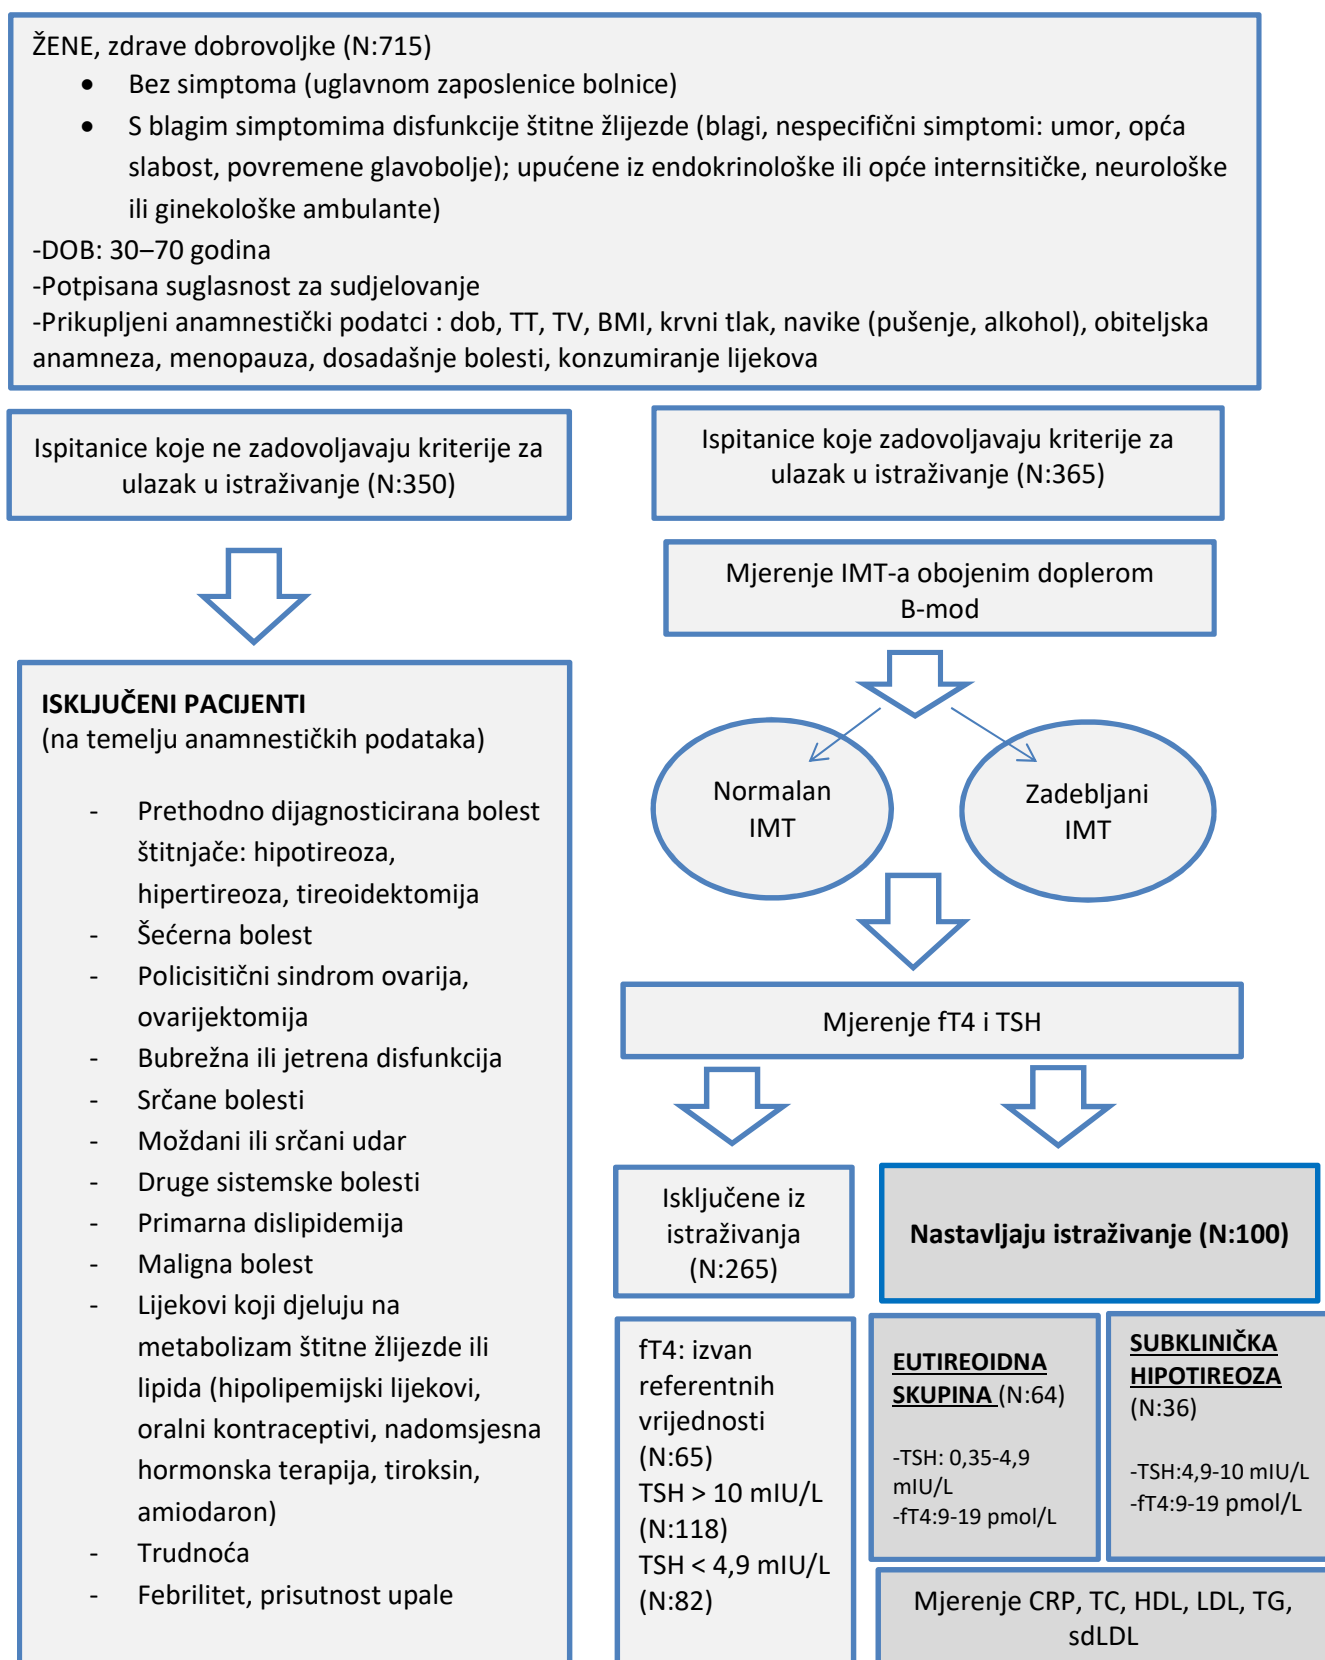 ŽENE, zdrave dobrovoljke (N:715)
• Bez simptoma (uglavnom zaposlenice bolnice)
• S blagim simptomima disfunkcije štitne žlijezde (blagi, nespecifični simptomi: umor, opća
slabost, povremene glavobolje); upućene iz endokrinološke ili opće internsitičke, neurološke
ili ginekološke ambulante)
-DOB: 30–70 godina
-Potpisana suglasnost za sudjelovanje
-Prikupljeni anamnestički podatci : dob, TT, TV, BMI, krvni tlak, navike (pušenje, alkohol), obiteljska
anamneza, menopauza, dosadašnje bolesti, konzumiranje lijekova
Ispitanice koje ne zadovoljavaju kriterije za
ulazak u istraživanje (N:350)
Ispitanice koje zadovoljavaju kriterije za
ulazak u istraživanje (N:365)
Mjerenje IMT-a obojenim doplerom
B-mod
Normalan
IMT
Zadebljani
IMT
ISKLJUČENI PACIJENTI
(na temelju anamnestičkih podataka)
- Prethodno dijagnosticirana bolest
štitnjače: hipotireoza,
hipertireoza, tireoidektomija
- Šećerna bolest
- Policisitični sindrom ovarija,
ovarijektomija
- Bubrežna ili jetrena disfunkcija
- Srčane bolesti
- Moždani ili srčani udar
- Druge sistemske bolesti
- Primarna dislipidemija
- Maligna bolest
- Lijekovi koji djeluju na
metabolizam štitne žlijezde ili
lipida (hipolipemijski lijekovi,
oralni kontraceptivi, nadomsjesna
hormonska terapija, tiroksin,
amiodaron)
- Trudnoća
- Febrilitet, prisutnost upale
Mjerenje fT4 i TSH
Isključene iz
istraživanja
(N:265)
Nastavljaju istraživanje (N:100)
fT4: izvan
referentnih
vrijednosti
(N:65)
TSH > 10 mIU/L
(N:118)
TSH < 4,9 mIU/L
(N:82)
EUTIREOIDNA
SKUPINA (N:64)
-TSH: 0,35-4,9
mIU/L
-fT4:9-19 pmol/L
SUBKLINIČKA
HIPOTIREOZA
(N:36)
-TSH:4,9-10 mIU/L
-fT4:9-19 pmol/L
Mjerenje CRP, TC, HDL, LDL, TG,
sdLDL